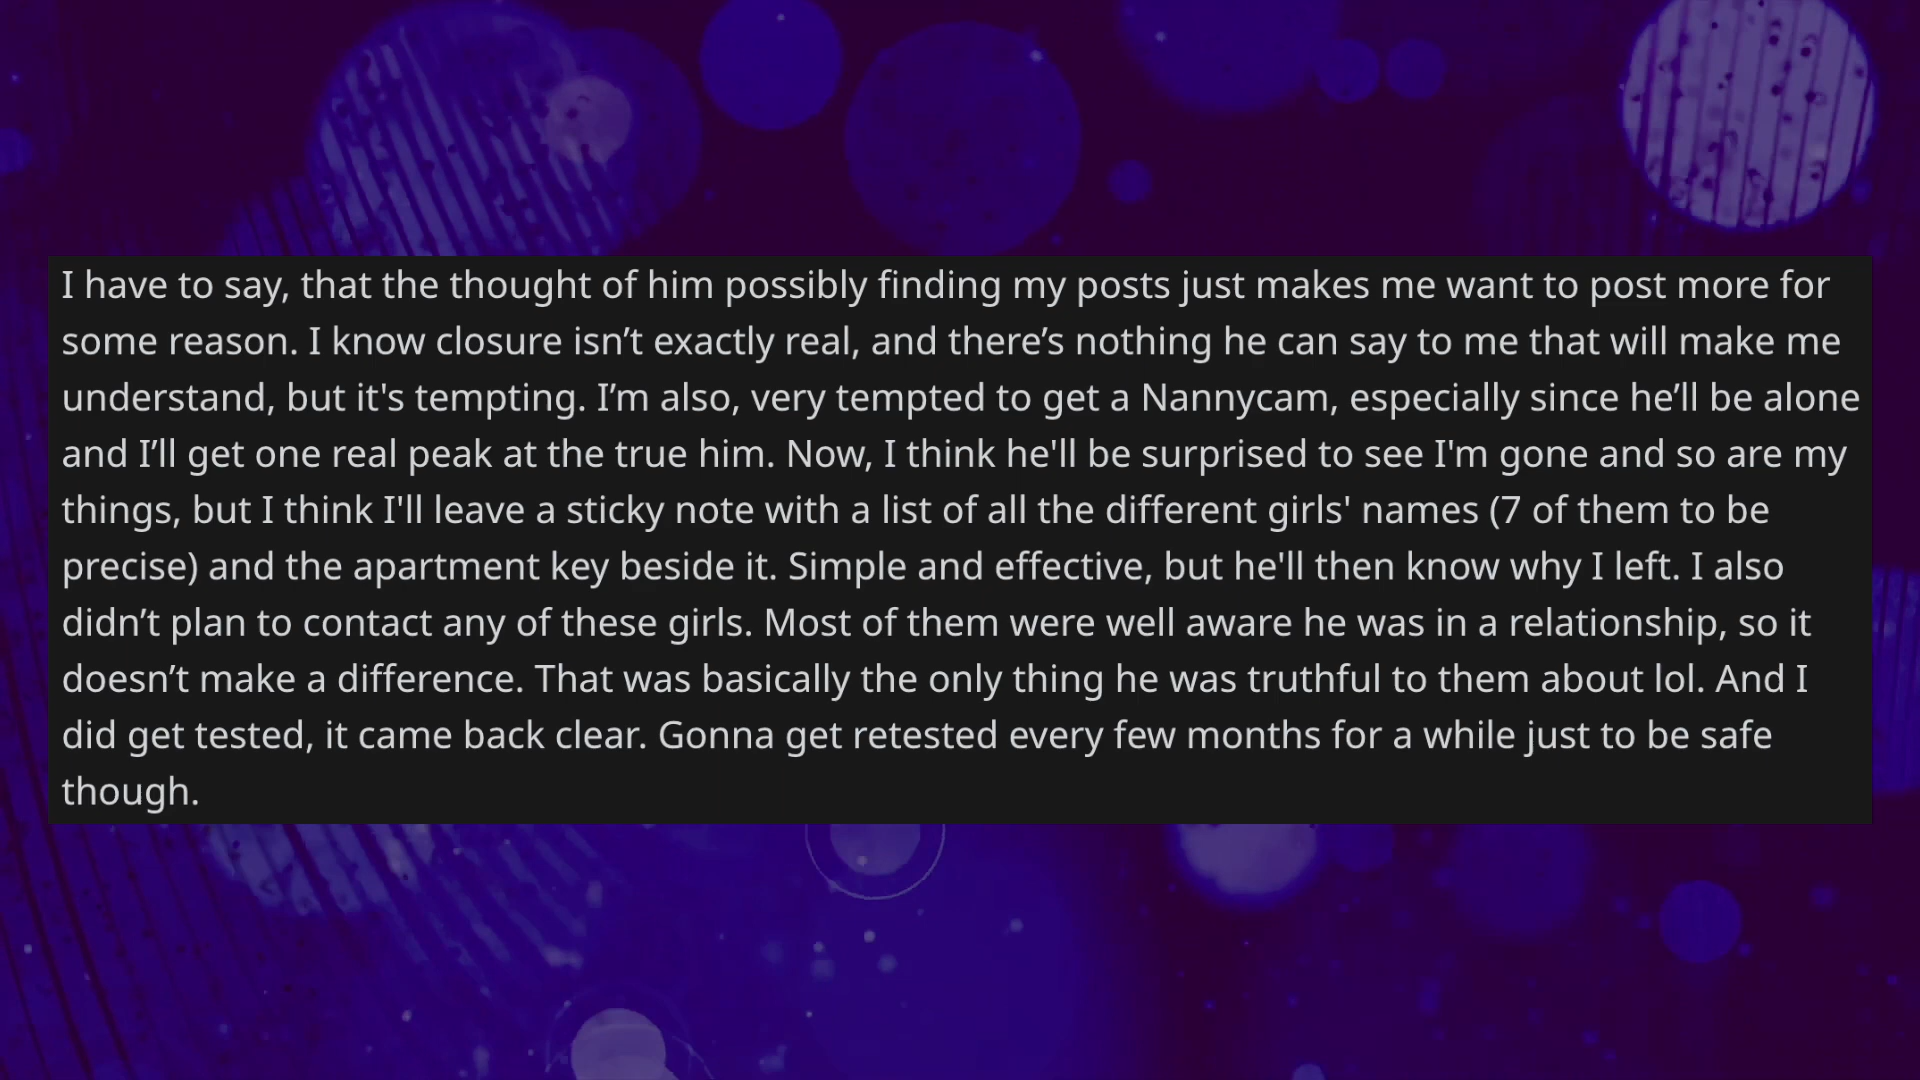 I have to say, that the thought of him possibly finding my posts just makes me want to post more for
some reason. I know closure isn’t exactly real, and there’s nothing he can say to me that will make me
understand, but it's tempting. I’m also, very tempted to get a Nannycam, especially since he’ll be alone
and I’ll get one real peak at the true him. Now, I think he'll be surprised to see I'm gone and so are my
things, but I think I'll leave a sticky note with a list of all the different girls' names (7 of them to be
precise) and the apartment key beside it. Simple and effective, but he'll then know why I left. I also
didn’t plan to contact any of these girls. Most of them were well aware he was in a relationship, so it
doesn’t make a difference. That was basically the only thing he was truthful to them about lol. And I
did get tested, it came back clear. Gonna get retested every few months for a while just to be safe
though.